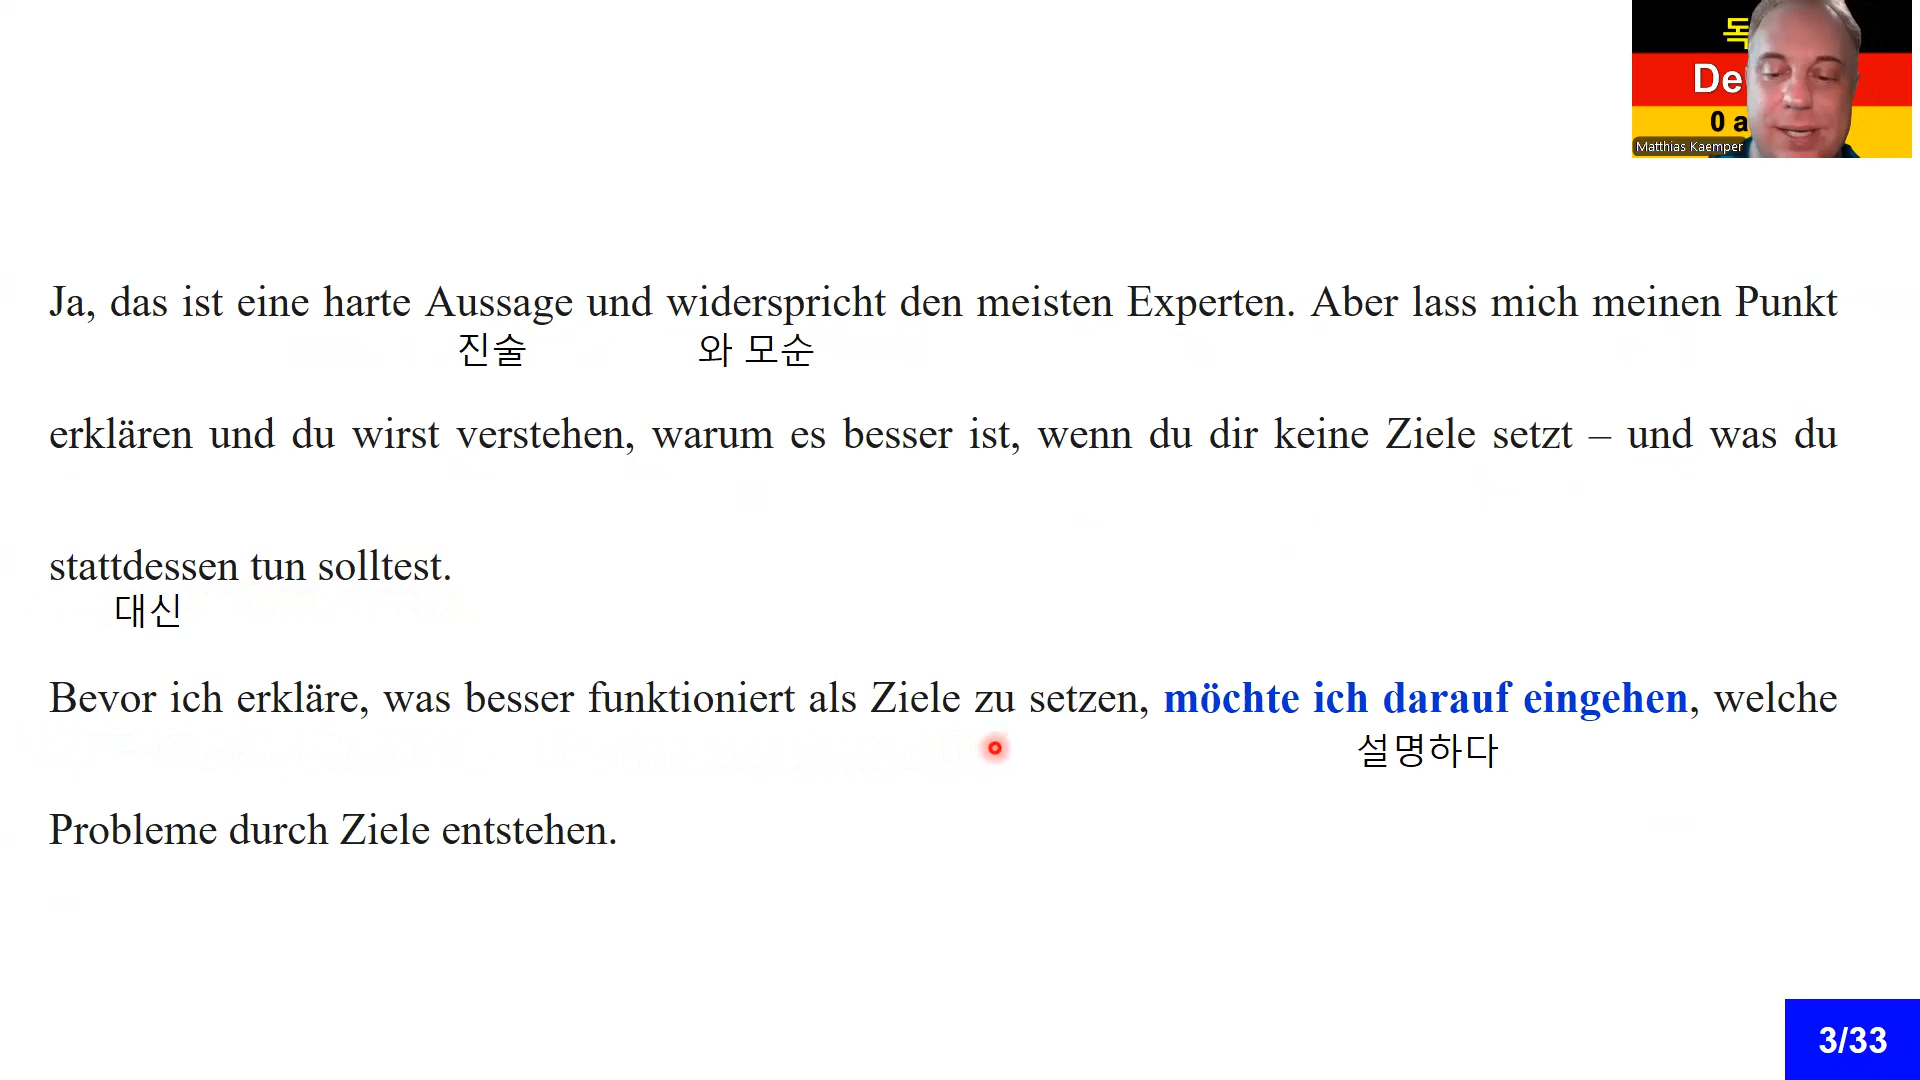 독
De
0 a
Matthias Kaemper
Ja, das ist eine harte Aussage und widerspricht den meisten Experten. Aber lass mich meinen Punkt
진술 와 모순
erklären und du wirst verstehen, warum es besser ist, wenn du dir keine Ziele setzt – und was du
stattdessen tun solltest.
대신
Bevor ich erkläre, was besser funktioniert als Ziele zu setzen, möchte ich darauf eingehen, welche
설명하다
Probleme durch Ziele entstehen.
3/33